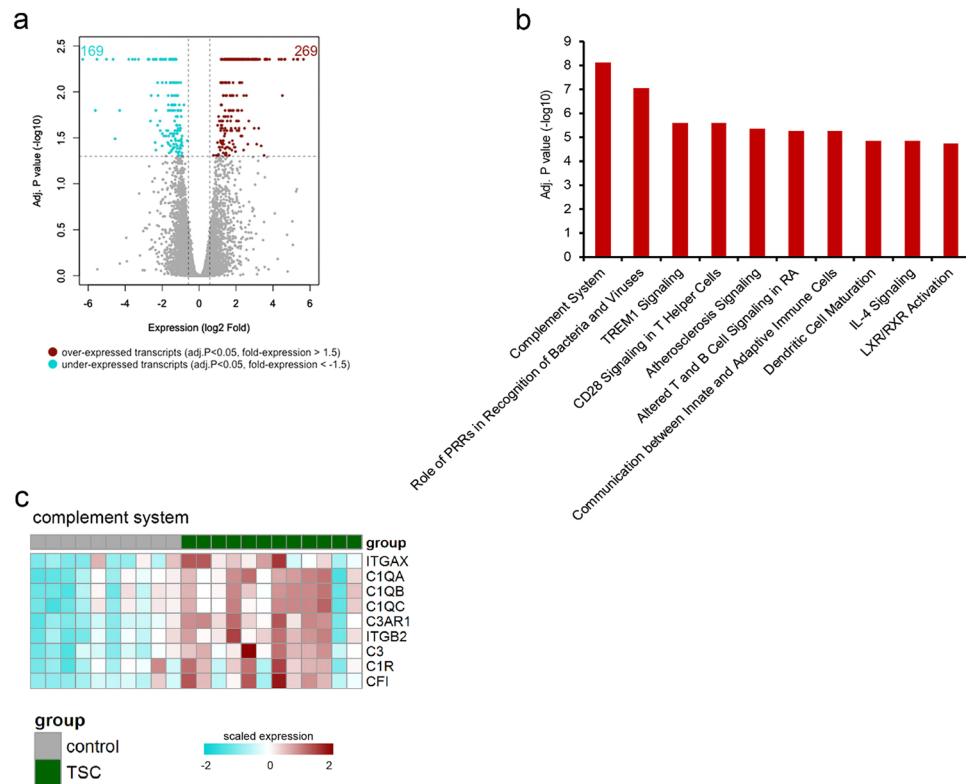 a
169
269
2.5
2.0
1.5
1.0
0.5
0.0
Adj. P value (-log10)
-6 -4 -2 0 2 4 6
Expression (log2 Fold)
over-expressed transcripts (adj.P<0.05, fold-expression > 1.5)
under-expressed transcripts (adj.P<0.05, fold-expression < -1.5)
b
9
8
7
6
5
4
3
2
1
0
Adj. P value (-log10)
Complement System
Role of PRRs in Recognition of Bacteria and Viruses
TREM1 Signaling
CD28 Signaling in T Helper Cells
Atherosclerosis Signaling
Altered T and B Cell Signaling in RA
Communication between Innate and Adaptive Immune Cells
Dendritic Cell Maturation
IL-4 Signaling
LXR/RXR Activation
c
complement system
group
ITGAX
C1QA
C1QB
C1QC
C3AR1
ITGB2
C3
C1R
CFI
group
control
TSC
scaled expression
-2 0 2